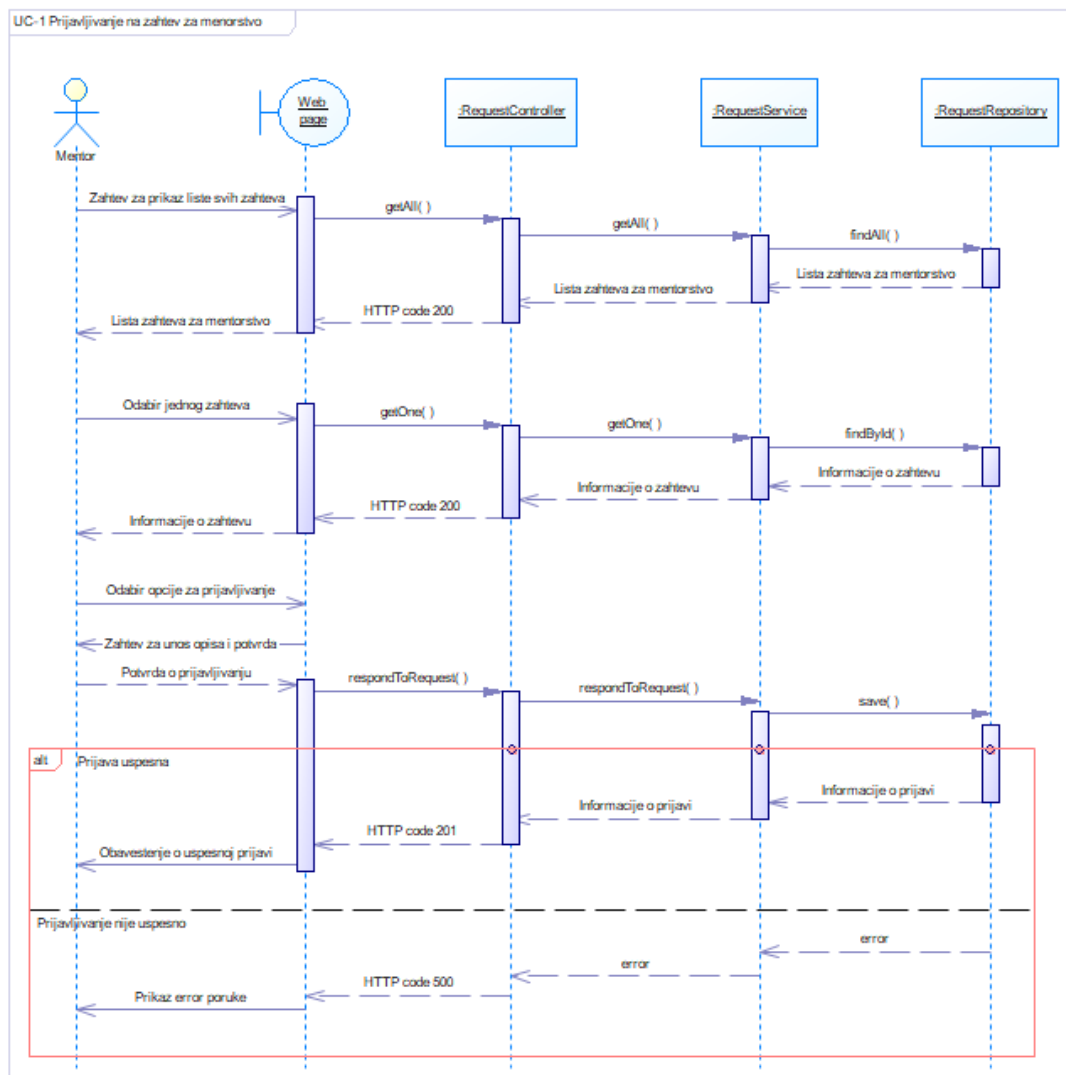 UC-1 Prijavljivanje na zahtev za menorstvo
Mentor
Web
page
:RequestController
:RequestService
:RequestRepository
Zahtev za prikaz liste svih zahteva
getAll( )
getAll( )
findAll( )
Lista zahteva za mentorstvo
Lista zahteva za mentorstvo
HTTP code 200
Lista zahteva za mentorstvo
Odabir jednog zahteva
getOne( )
getOne( )
findById( )
Informacije o zahtevu
Informacije o zahtevu
HTTP code 200
Informacije o zahtevu
Odabir opcije za prijavljivanje
Zahtev za unos opisa i potvrda
Potvrda o prijavljivanju
respondToRequest( )
respondToRequest( )
save( )
alt
Prijava uspesna
Informacije o prijavi
Informacije o prijavi
HTTP code 201
Obavestenje o uspesnoj prijavi
Prijavljivanje nije uspesno
error
error
HTTP code 500
Prikaz error poruke